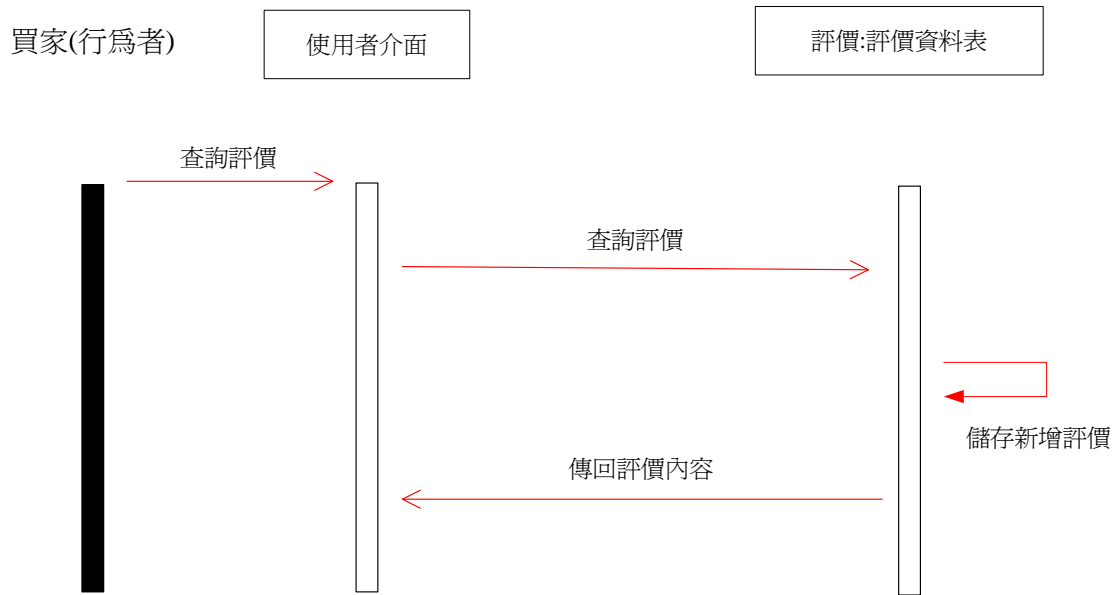 買家(行爲者)
使用者介面
評價:評價資料表
查詢評價
查詢評價
儲存新增評價
傳回評價內容